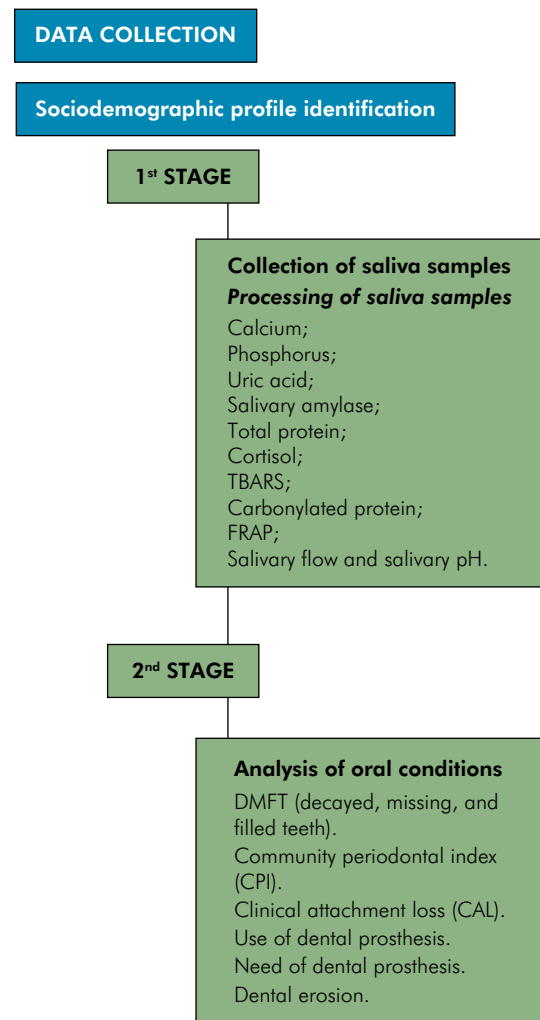 DATA COLLECTION
Sociodemographic profile identification
1st STAGE
Collection of saliva samples
Processing of saliva samples
Calcium;
Phosphorus;
Uric acid;
Salivary amylase;
Total protein;
Cortisol;
TBARS;
Carbonylated protein;
FRAP;
Salivary flow and salivary pH.
2nd STAGE
Analysis of oral conditions
DMFT (decayed, missing, and
filled teeth).
Community periodontal index
(CPI).
Clinical attachment loss (CAL).
Use of dental prosthesis.
Need of dental prosthesis.
Dental erosion.